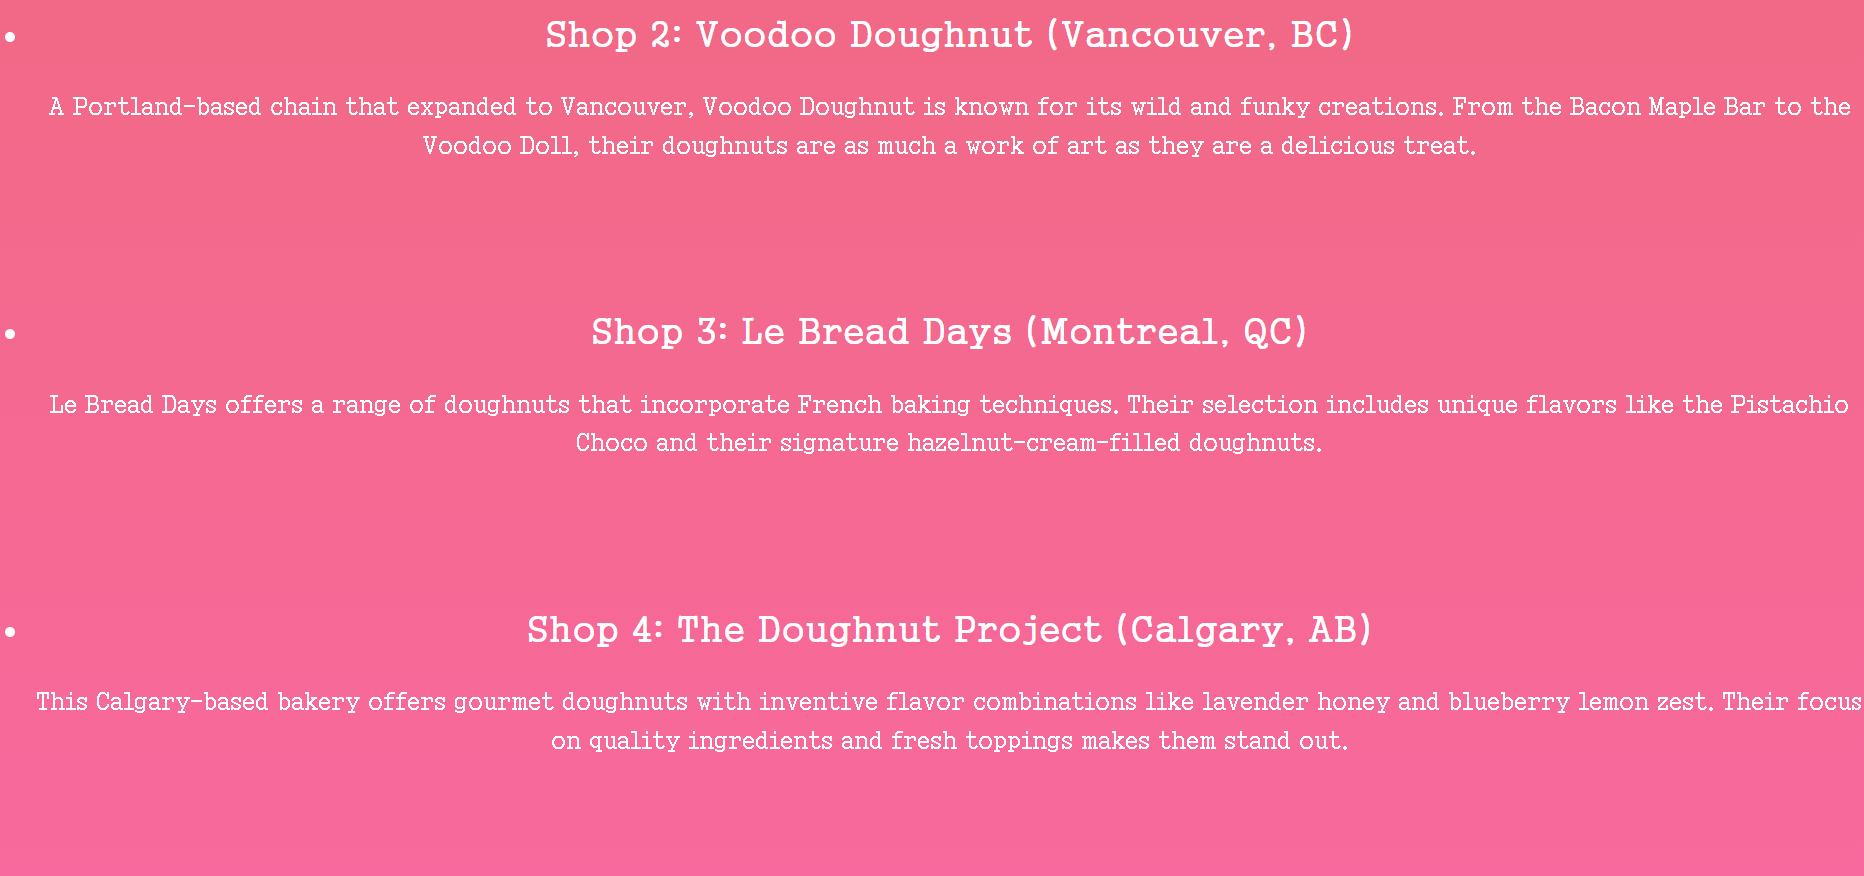 Shop 2: Voodoo Doughnut (Vancouver, BC)
A Portland-based chain that expanded to Vancouver, Voodoo Doughnut is known for its wild and funky creations. From the Bacon Maple Bar to the
Voodoo Doll, their doughnuts are as much a work of art as they are a delicious treat.
Shop 3: Le Bread Days (Montreal, QC)
Le Bread Days offers a range of doughnuts that incorporate French baking techniques. Their selection includes unique flavors like the Pistachio
Choco and their signature hazelnut-cream-filled doughnuts.
Shop 4: The Doughnut Project (Calgary, AB)
This Calgary-based bakery offers gourmet doughnuts with inventive flavor combinations like lavender honey and blueberry lemon zest. Their focus
on quality ingredients and fresh toppings makes them stand out.